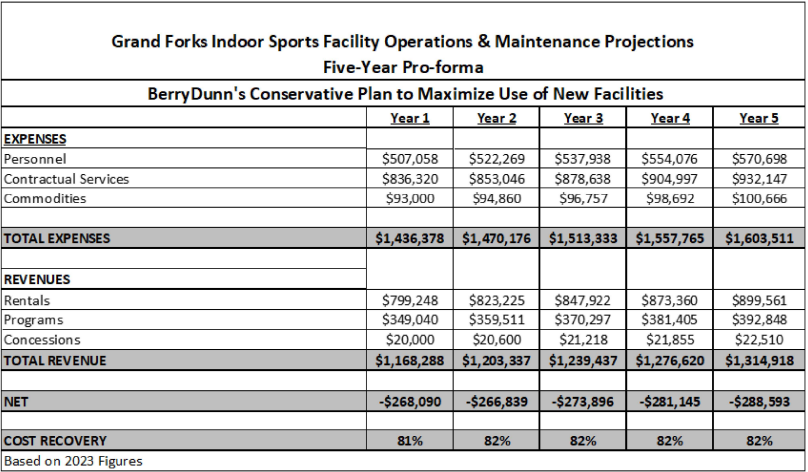 Grand Forks Indoor Sports Facility Operations & Maintenance Projections
Five-Year Pro-forma
BerryDunn's Conservative Plan to Maximize Use of New Facilities
Year 1 Year 2 Year 3 Year 4 Year 5
EXPENSES
Personnel $507,058 $522,269 $537,938 $554,076 $570,698
Contractual Services $836,320 $853,046 $878,638 $904,997 $932,147
Commodities $93,000 $94,860 $96,757 $98,692 $100,666
TOTAL EXPENSES $1,436,378 $1,470,176 $1,513,333 $1,557,765 $1,603,511
REVENUES
Rentals $799,248 $823,225 $847,922 $873,360 $899,561
Programs $349,040 $359,511 $370,297 $381,405 $392,848
Concessions $20,000 $20,600 $21,218 $21,855 $22,510
TOTAL REVENUE $1,168,288 $1,203,337 $1,239,437 $1,276,620 $1,314,918
NET -$268,090 -$266,839 -$273,896 -$281,145 -$288,593
COST RECOVERY 81% 82% 82% 82% 82%
Based on 2023 Figures